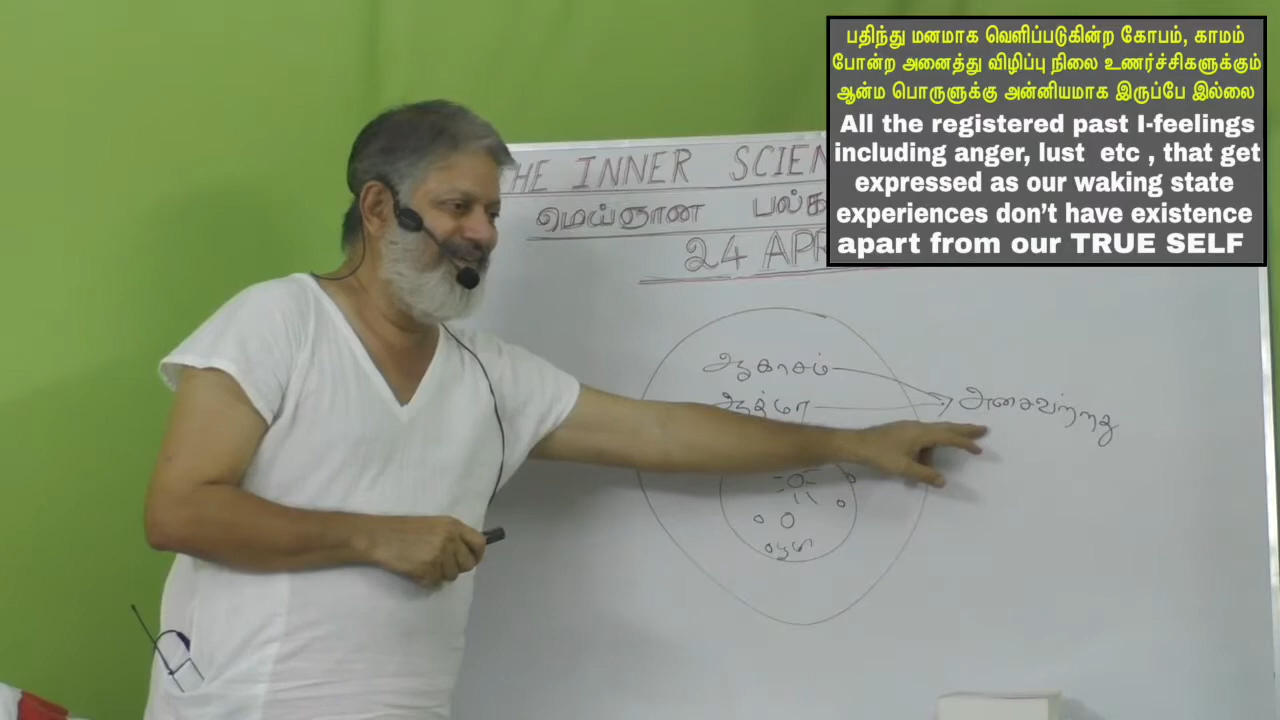 பதிந்து மனமாக வெளிப்படுகின்ற கோபம், காமம்
போன்ற அனைத்து விழிப்பு நிலை உணர்ச்சிகளுக்கும்
ஆன்ம பொருளுக்கு அன்னியமாக இருப்பே இல்லை
All the registered past I-feelings
including anger, lust etc , that get
expressed as our waking state
experiences don’t have existence
apart from our TRUE SELF
THE INNER SCIEN
மெய்ஞான பல்க
24 APR
ஆகாசம்
ஆத்மா
அசைவற்றது
பூமி